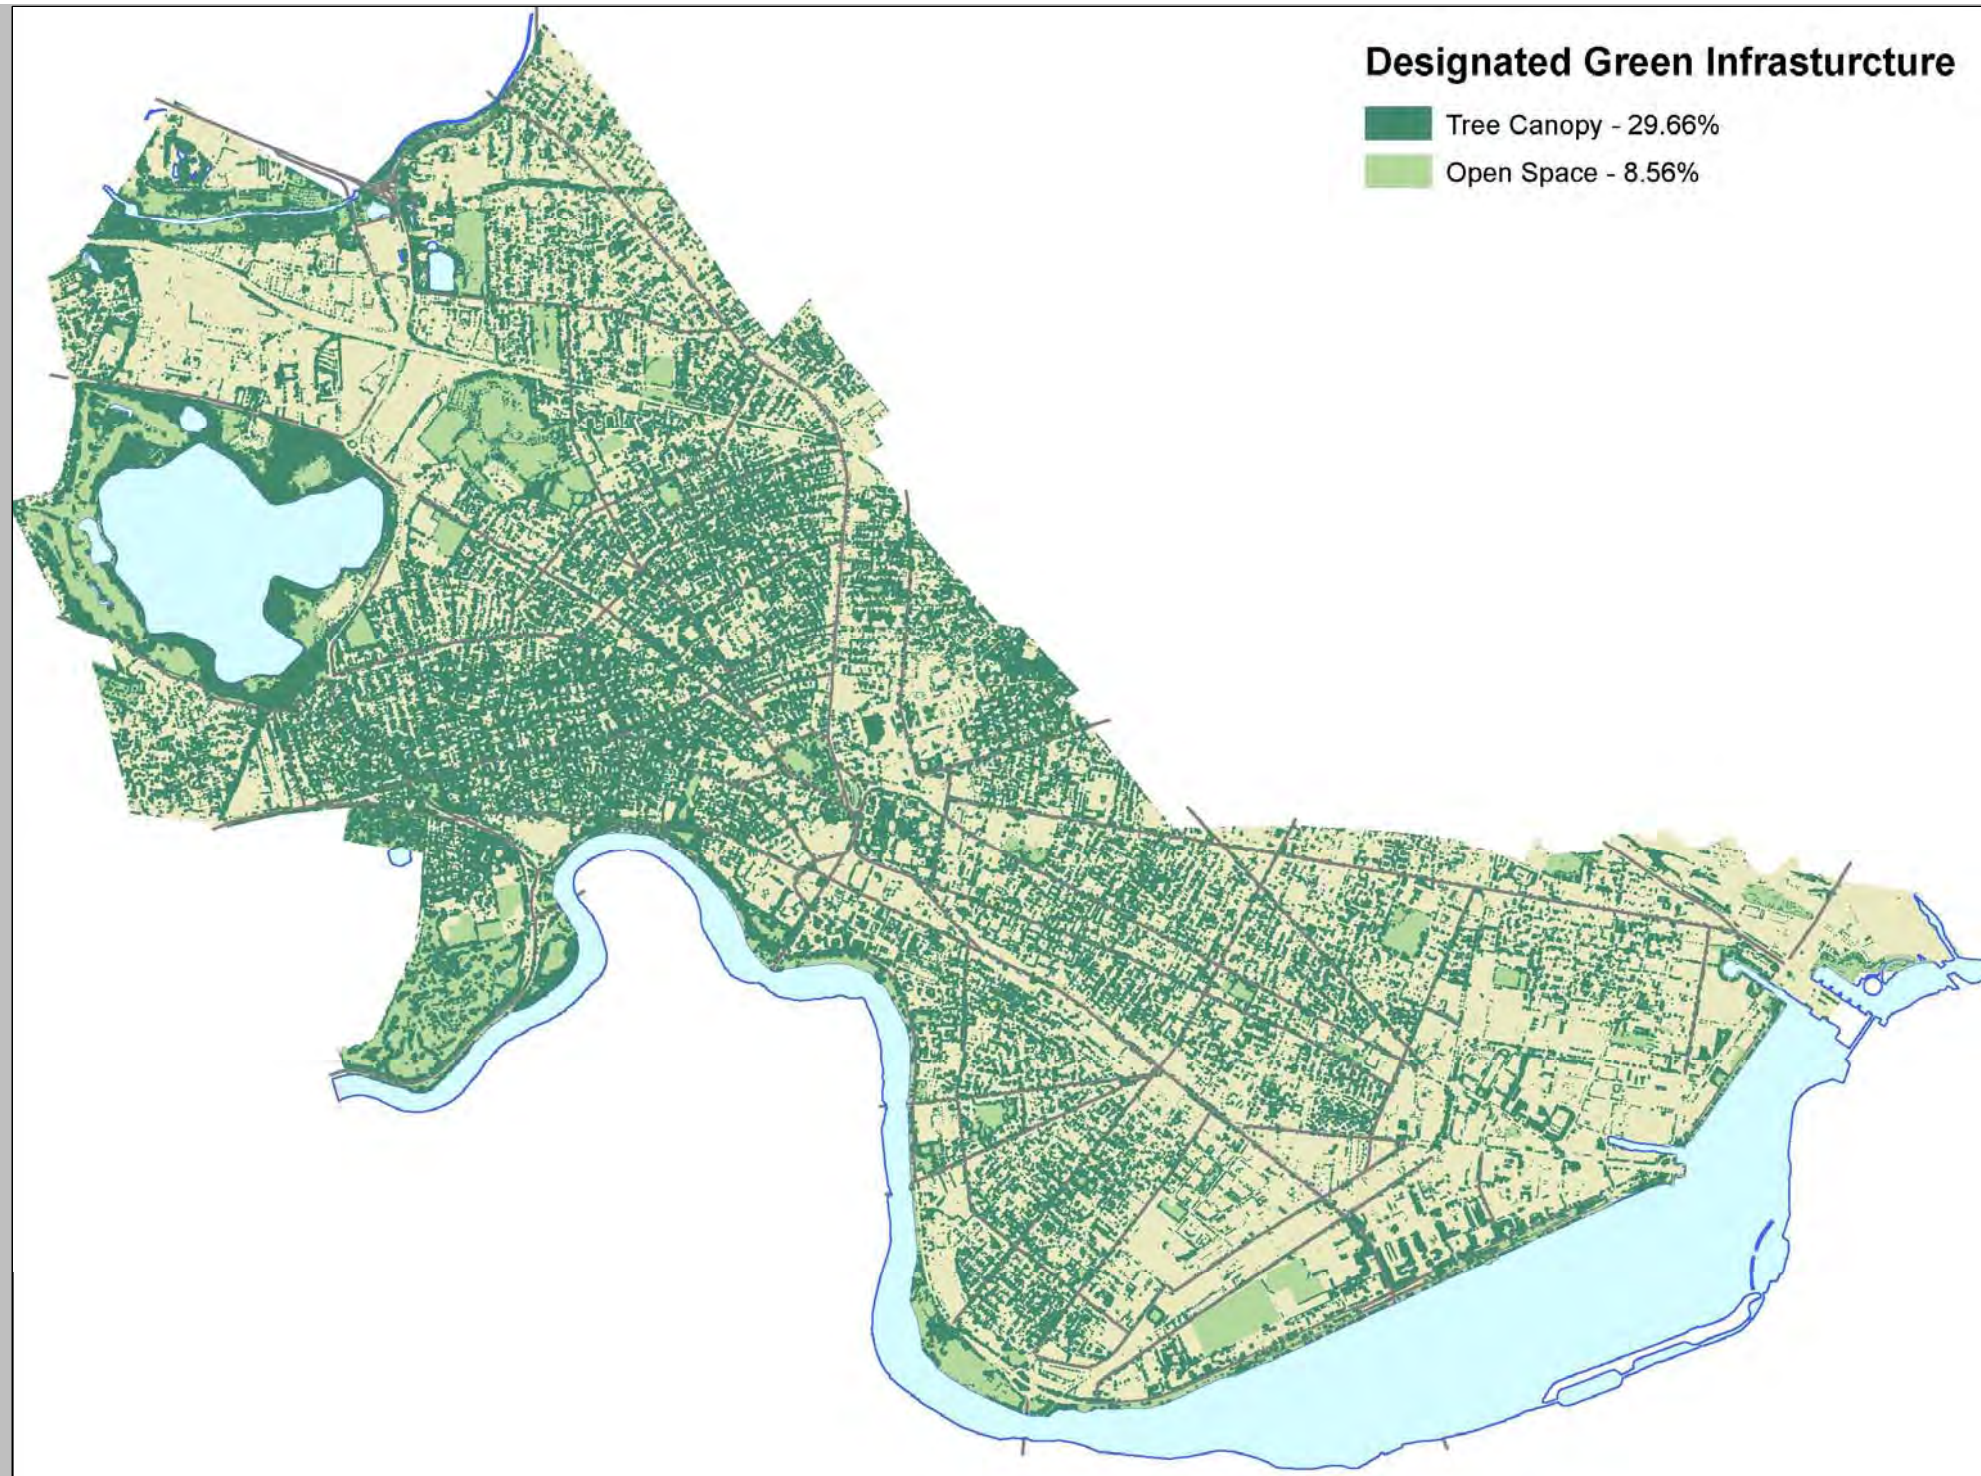 Designated Green Infrasturcture
Tree Canopy - 29.66%
Open Space - 8.56%